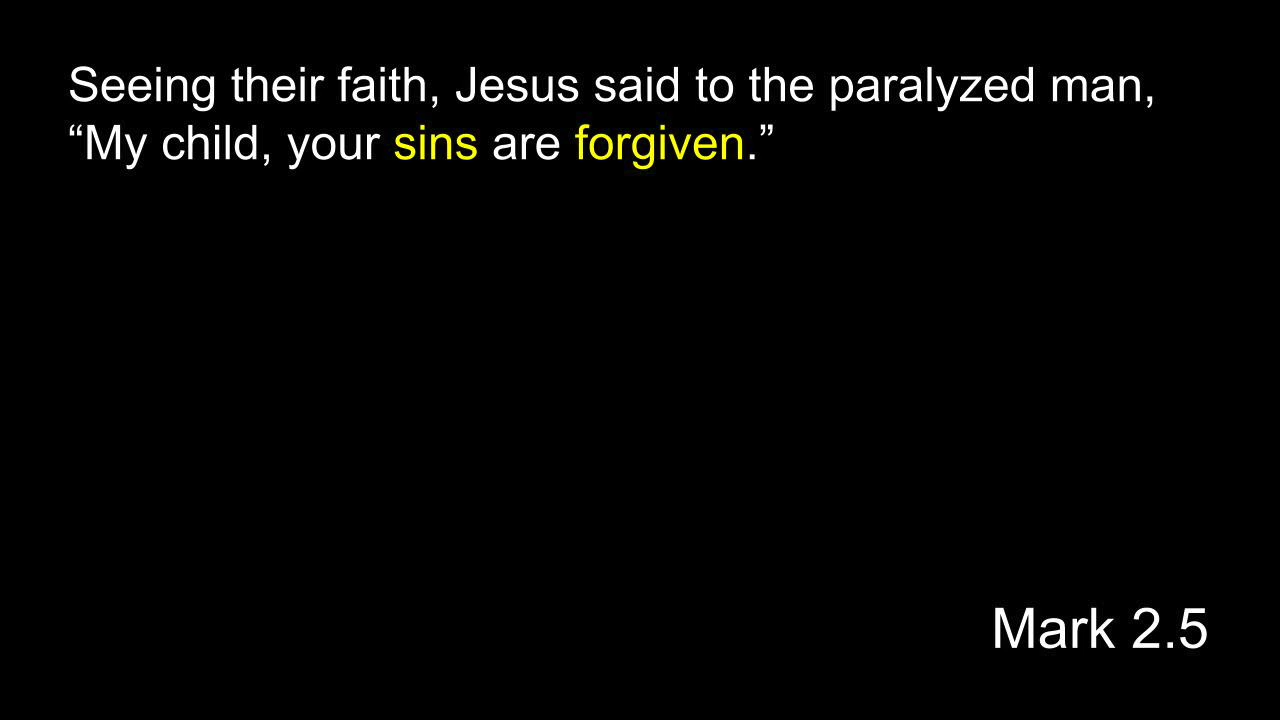 Seeing their faith, Jesus said to the paralyzed man,
“My child, your sins are forgiven.”
Mark 2.5